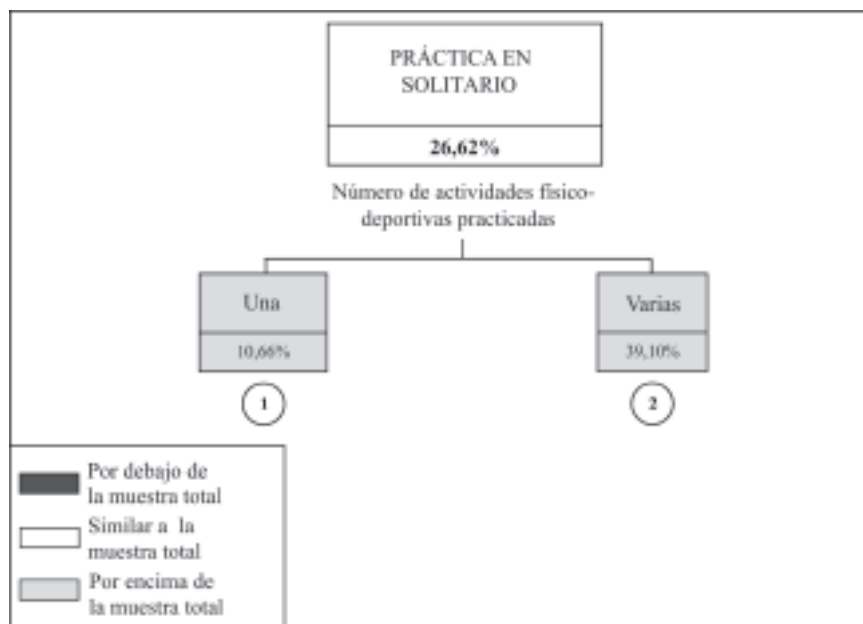 PRÁCTICA EN
SOLITARIO
26,62%
Número de actividades físico-
deportivas practicadas
Una
10,66%
1
Varias
39,10%
2
Por debajo de
la muestra total
Similar a la
muestra total
Por encima de
la muestra total